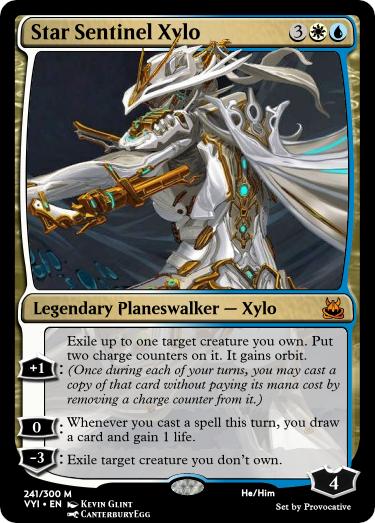 Star Sentinel Xylo 3
Legendary Planeswalker — Xylo
Exile up to one target creature you own. Put
two charge counters on it. It gains orbit.
+1 : (Once during each of your turns, you may cast a
copy of that card without paying its mana cost by
removing a charge counter from it.)
0 : Whenever you cast a spell this turn, you draw
a card and gain 1 life.
-3 : Exile target creature you don't own.
4
241/300 M
VYI • EN Kevin Glint
CanterburyEgg
He/Him
Set by Provocative